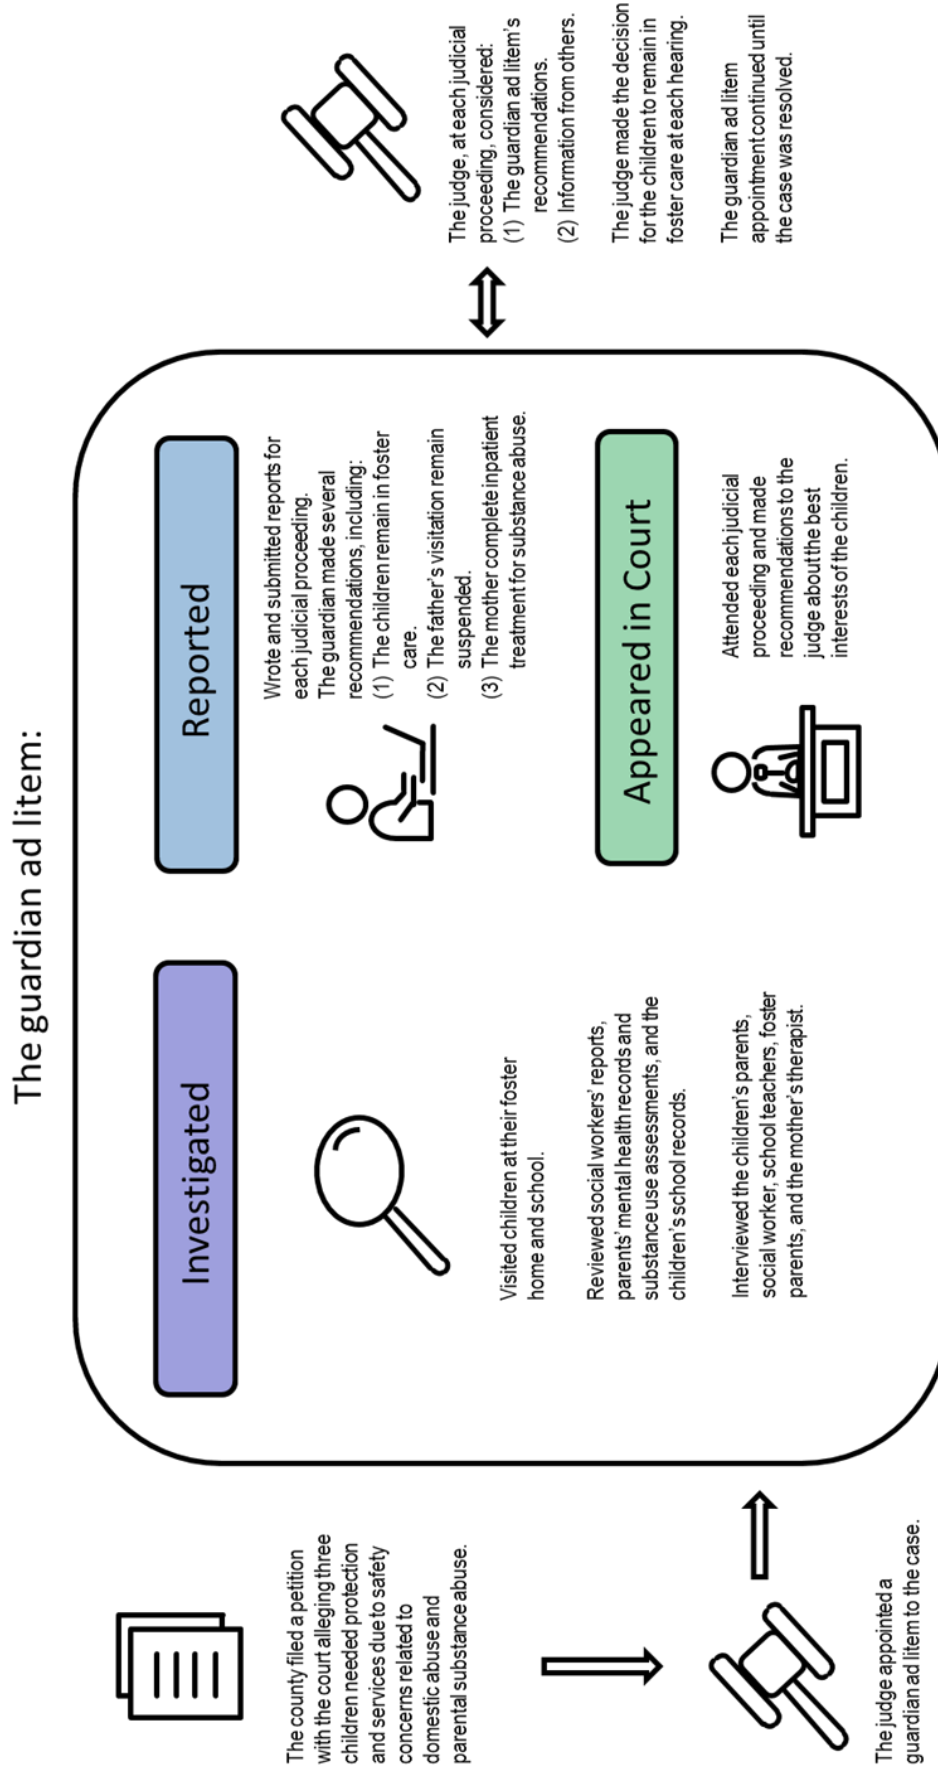 The guardian ad litem:
The county filed a petition
with the court alleging three
children needed protection
and services due to safety
concerns related to
domestic abuse and
parental substance abuse.
The judge appointed a
guardian ad litem to the case.
Investigated
Visited children at their foster
home and school.
Reviewed social workers' reports,
parents' mental health records and
substance use assessments, and the
children's school records.
Interviewed the children's parents,
social worker, school teachers, foster
parents, and the mother's therapist.
Reported
Wrote and submitted reports for
each judicial proceeding.
The guardian made several
recommendations, including:
(1) The children remain in foster
care.
(2) The father's visitation remain
suspended.
(3) The mother complete inpatient
treatment for substance abuse.
Appeared in Court
Attended each judicial
proceeding and made
recommendations to the
judge about the best
interests of the children.
The judge, at each judicial
proceeding, considered:
(1) The guardian ad litem's
recommendations.
(2) Information from others.
The judge made the decision
for the children to remain in
foster care at each hearing.
The guardian ad litem
appointment continued until
the case was resolved.